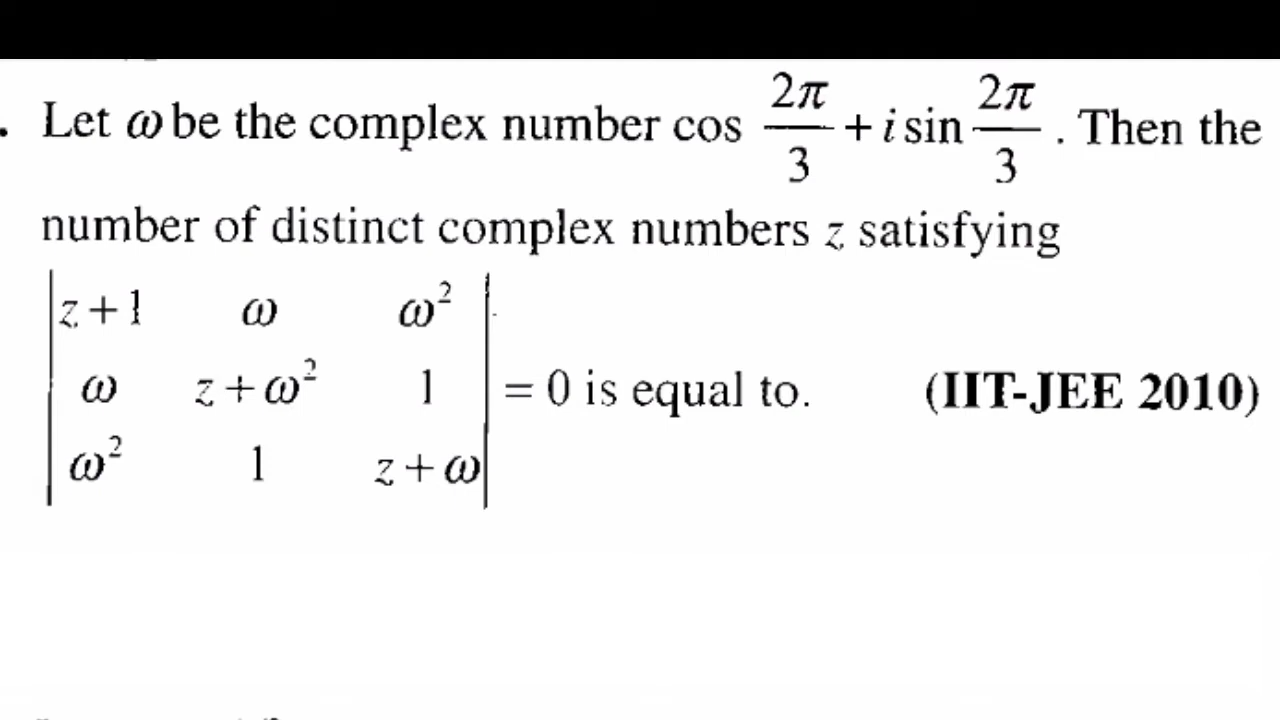 . Let ω be the complex number cos 2π/3 + i sin 2π/3 . Then the
number of distinct complex numbers z satisfying
| z + 1 ω ω² |
| ω z + ω² 1 | = 0 is equal to. (IIT-JEE 2010)
| ω² 1 z + ω |